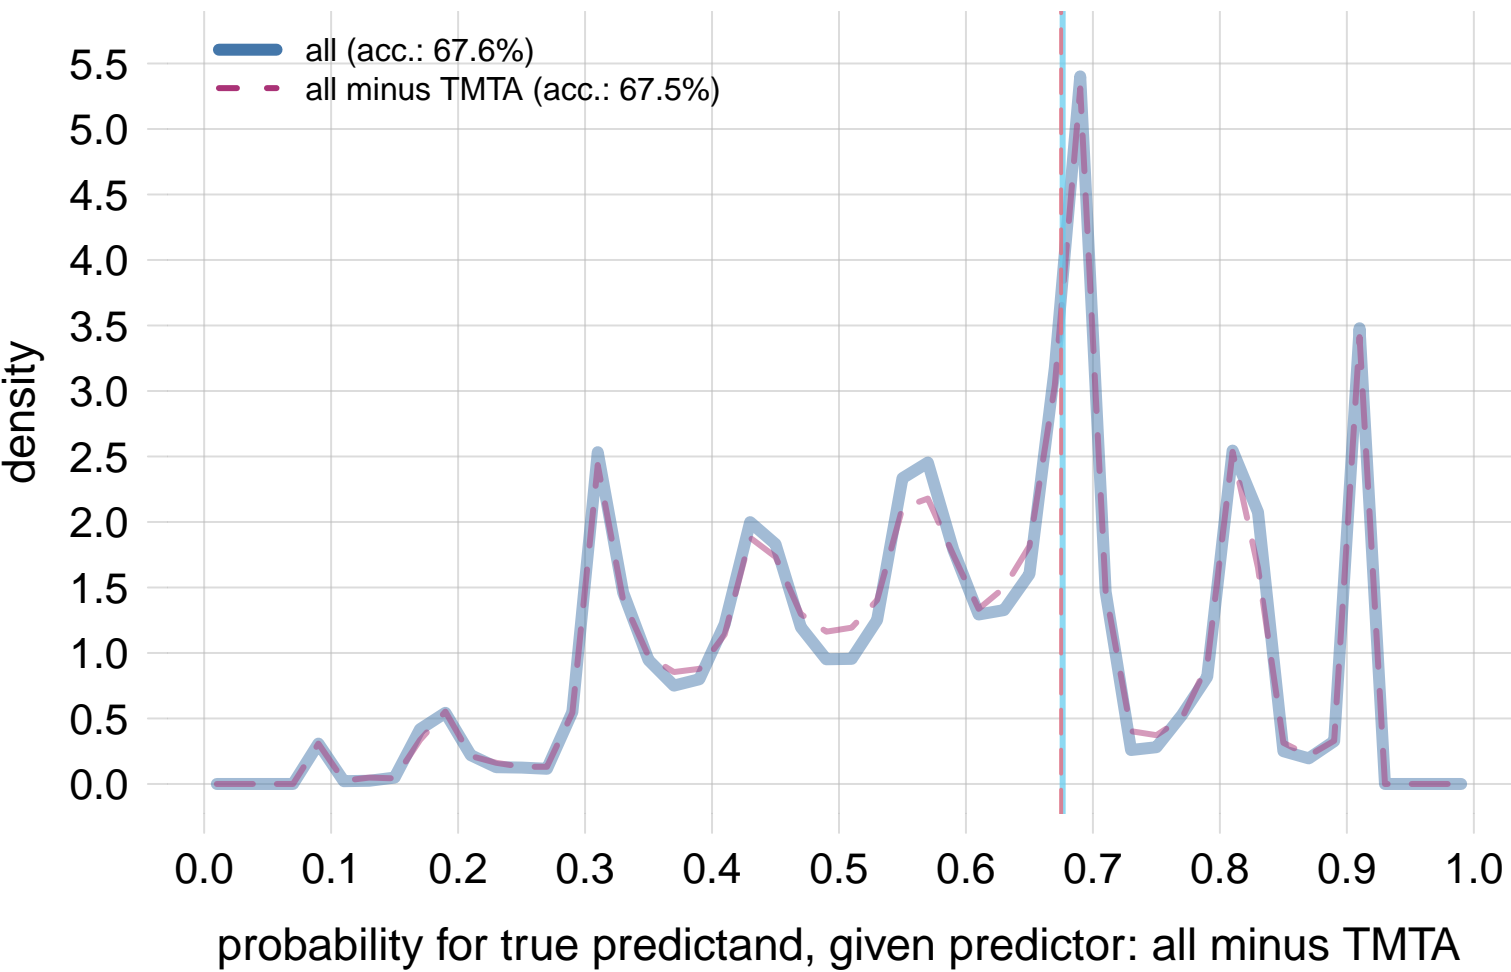 all (acc.: 67.6%)
all minus TMTA (acc.: 67.5%)
5.5
5.0
4.5
4.0
3.5
3.0
2.5
2.0
1.5
1.0
0.5
0.0
density
0.0 0.1 0.2 0.3 0.4 0.5 0.6 0.7 0.8 0.9 1.0
probability for true predictand, given predictor: all minus TMTA